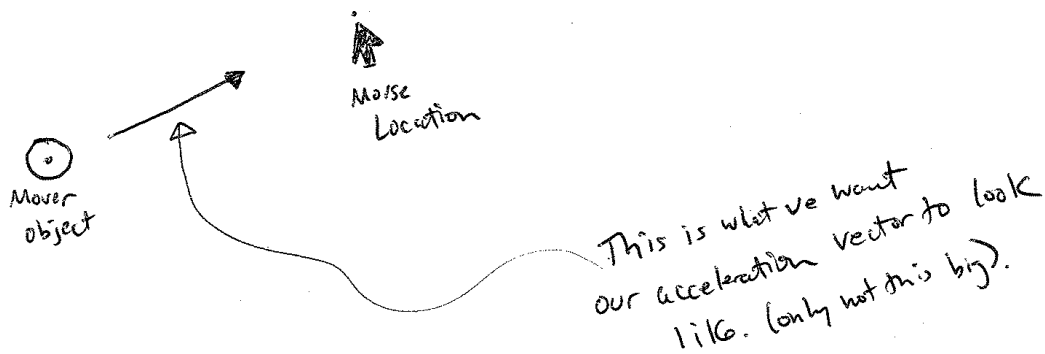 Mouse
Location
Mover
object
This is what we want
our acceleration vector to look
like. (only not this big).